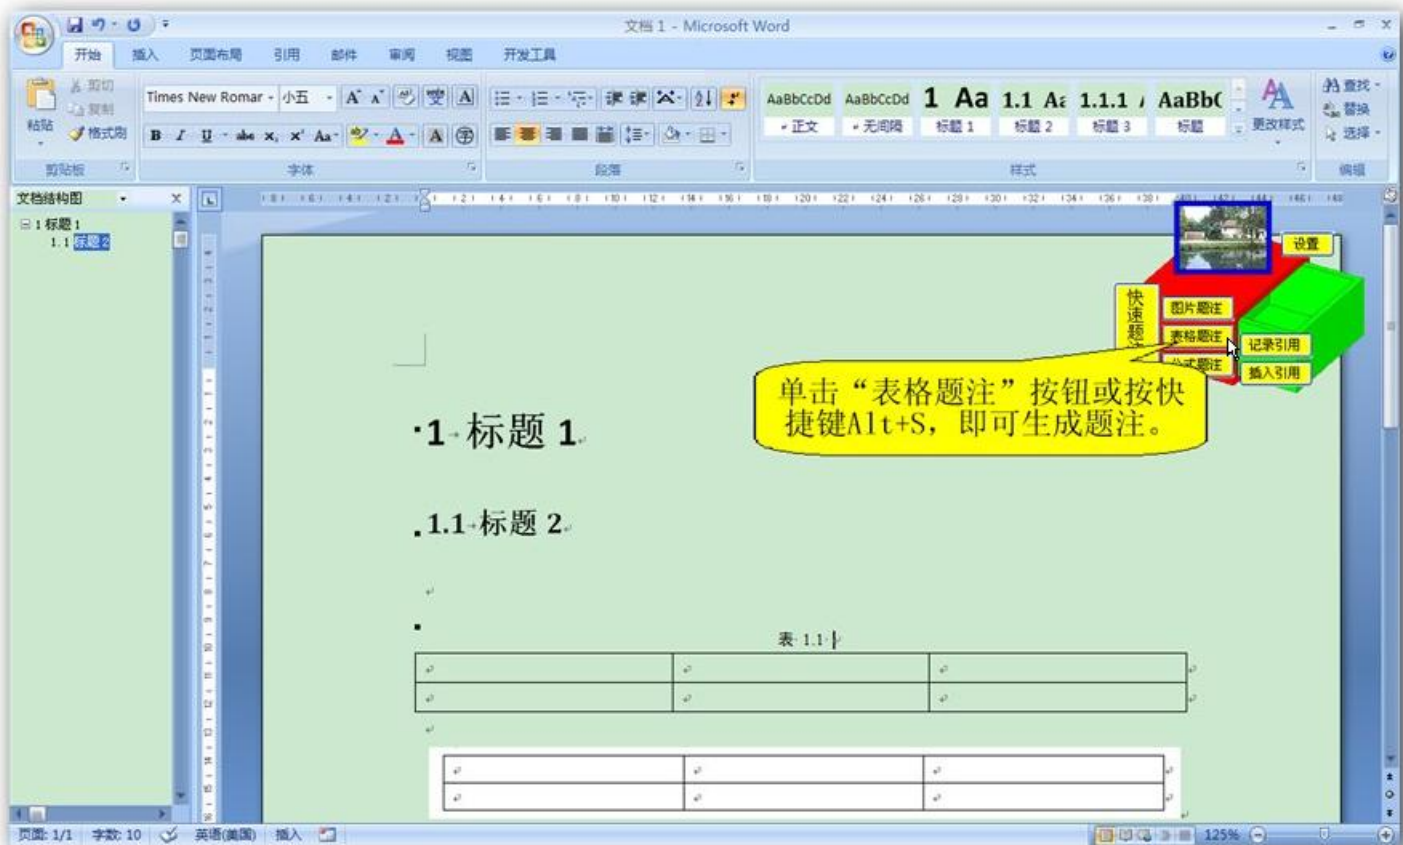 文档 1 - Microsoft Word
开始 插入 页面布局 引用 邮件 审阅 视图 开发工具
剪切
复制
粘贴
格式刷
剪贴板
Times New Romar 小五
字体
段落
AaBbCcDd AaBbCcDd 1 Aa 1.1 Aa 1.1.1 AaBb(
正文 无间隔 标题 1 标题 2 标题 3 标题
更改样式
样式
查找
替换
选择
编辑
文档结构图
1 标题 1
1.1 标题 2
设置
快速题注
图片题注
表格题注
公式题注
记录引用
插入引用
单击“表格题注”按钮或按快
捷键Alt+S，即可生成题注。
1 标题 1
1.1 标题 2
表 1.1
页面: 1/1 字数: 10 英语(美国) 插入 125%